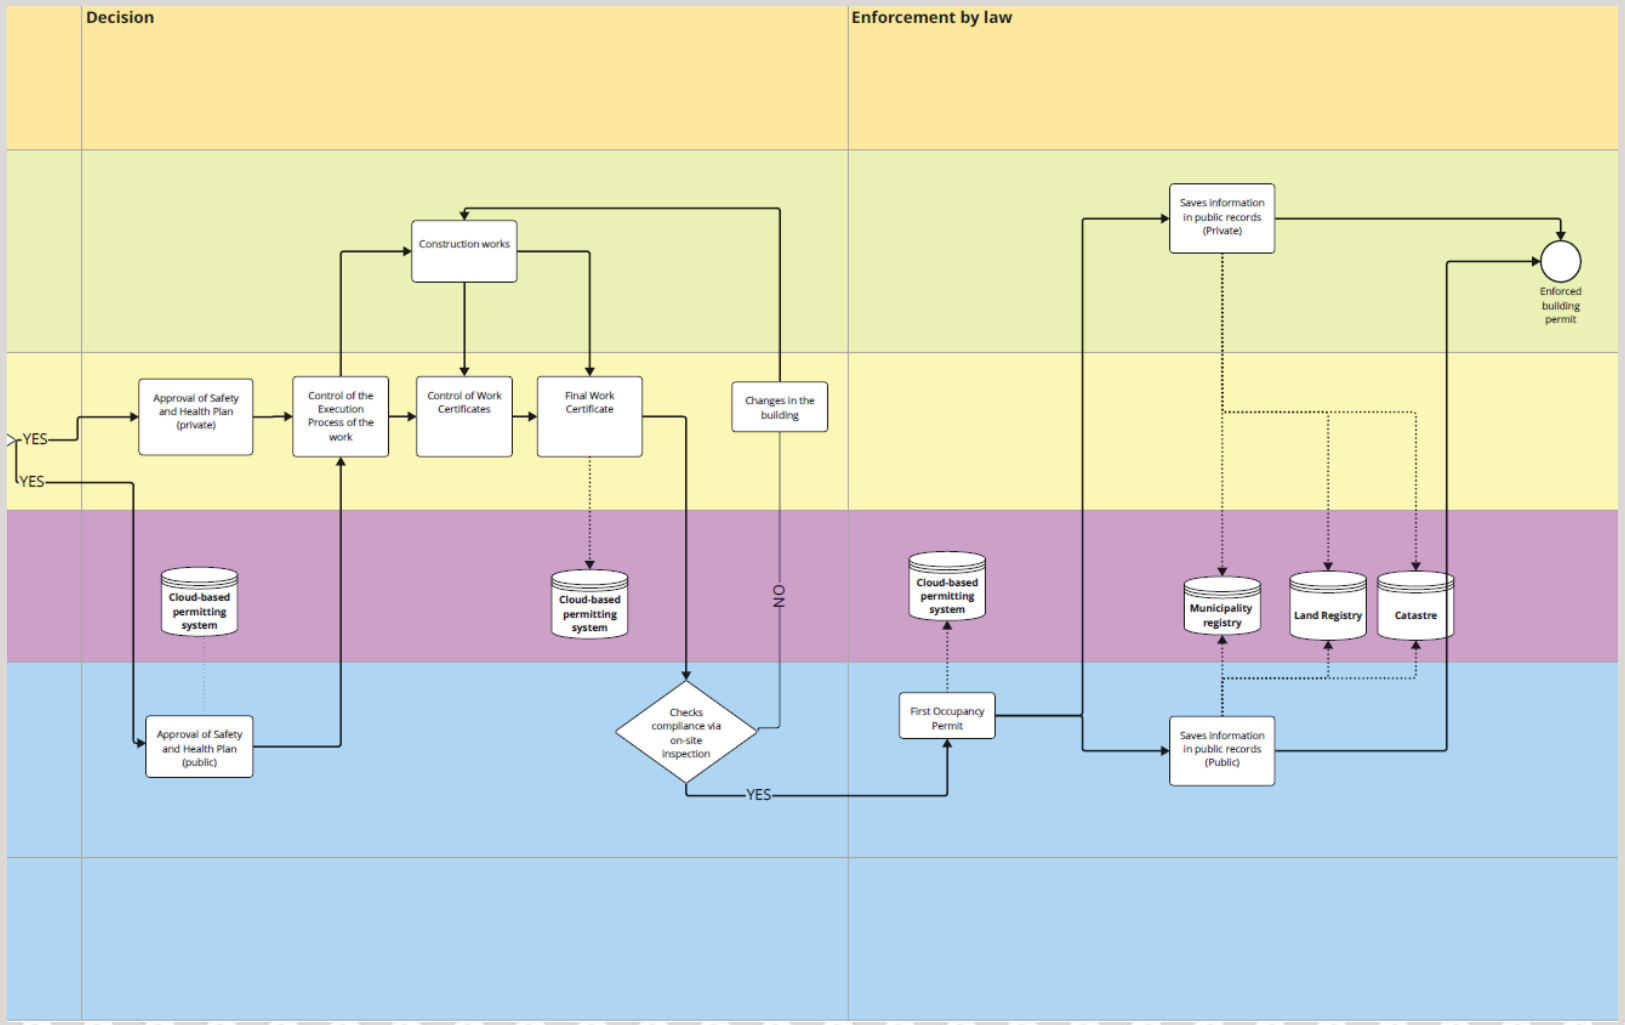 Decision
Enforcement by law
Construction works
Saves information
in public records
(Private)
Enforced
building
permit
YES
YES
Approval of Safety
and Health Plan
(private)
Control of the
Execution
Process of the
work
Control of Work
Certificates
Final Work
Certificate
Changes in the
building
NO
Cloud-based
permitting
system
Cloud-based
permitting
system
Cloud-based
permitting
system
Municipality
registry
Land Registry
Catastre
Approval of Safety
and Health Plan
(public)
Checks
compliance via
on-site
inspection
YES
First Occupancy
Permit
Saves information
in public records
(Public)